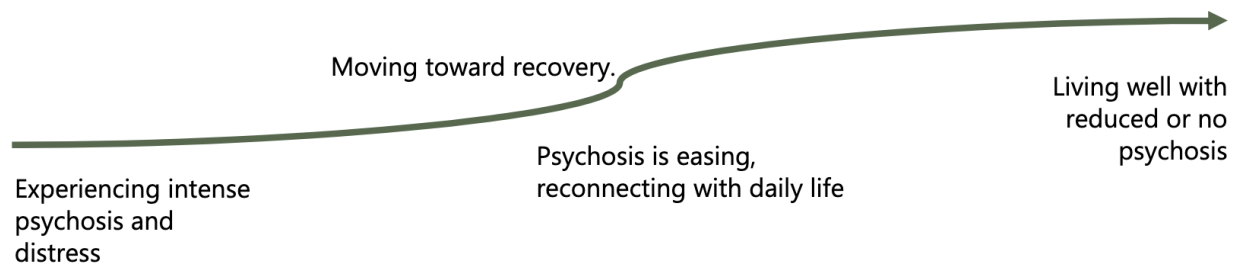 Moving toward recovery.
Experiencing intense
psychosis and
distress
Psychosis is easing,
reconnecting with daily life
Living well with
reduced or no
psychosis